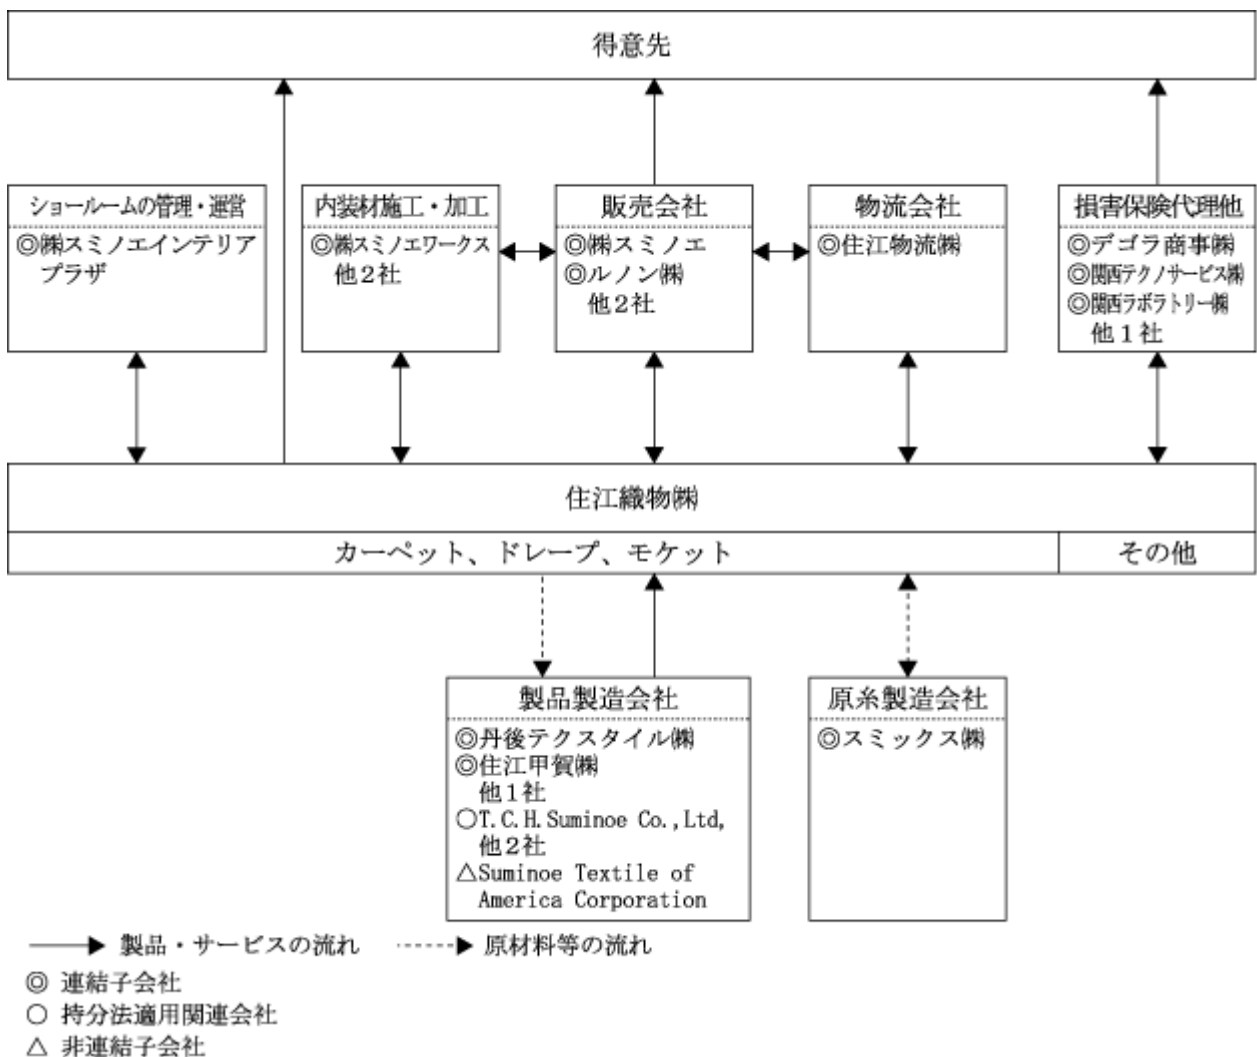 得意先
ショールームの管理・運営
◎㈱スミノエインテリア
プラザ
内装材施工・加工
◎㈱スミノエワークス
他2社
販売会社
◎㈱スミノエ
◎ルノン㈱
他2社
物流会社
◎住江物流㈱
損害保険代理他
◎デゴラ商事㈱
◎関西テクノサービス㈱
◎関西ラボラトリー㈱
他1社
住江織物㈱
カーペット、ドレープ、モケット
その他
製品製造会社
◎丹後テクスタイル㈱
◎住江甲賀㈱
他1社
○T.C.H.Suminoe Co.,Ltd,
他2社
△Suminoe Textile of
America Corporation
原糸製造会社
◎スミックス㈱
製品・サービスの流れ
原材料等の流れ
◎ 連結子会社
○ 持分法適用関連会社
△ 非連結子会社